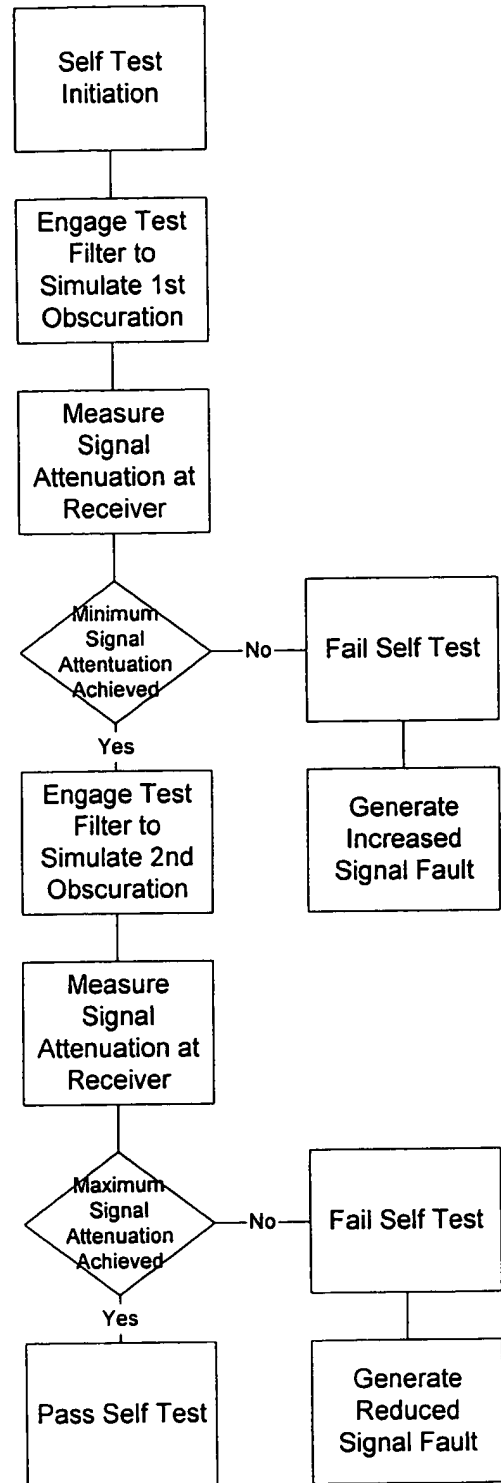 Self Test
Initiation
Engage Test
Filter to
Simulate 1st
Obscuration
Measure
Signal
Attenuation at
Receiver
Minimum
Signal
Attentuation
Achieved
No
Fail Self Test
Yes
Generate
Increased
Signal Fault
Engage Test
Filter to
Simulate 2nd
Obscuration
Measure
Signal
Attenuation at
Receiver
Maximum
Signal
Attenuation
Achieved
No
Fail Self Test
Yes
Pass Self Test
Generate
Reduced
Signal Fault